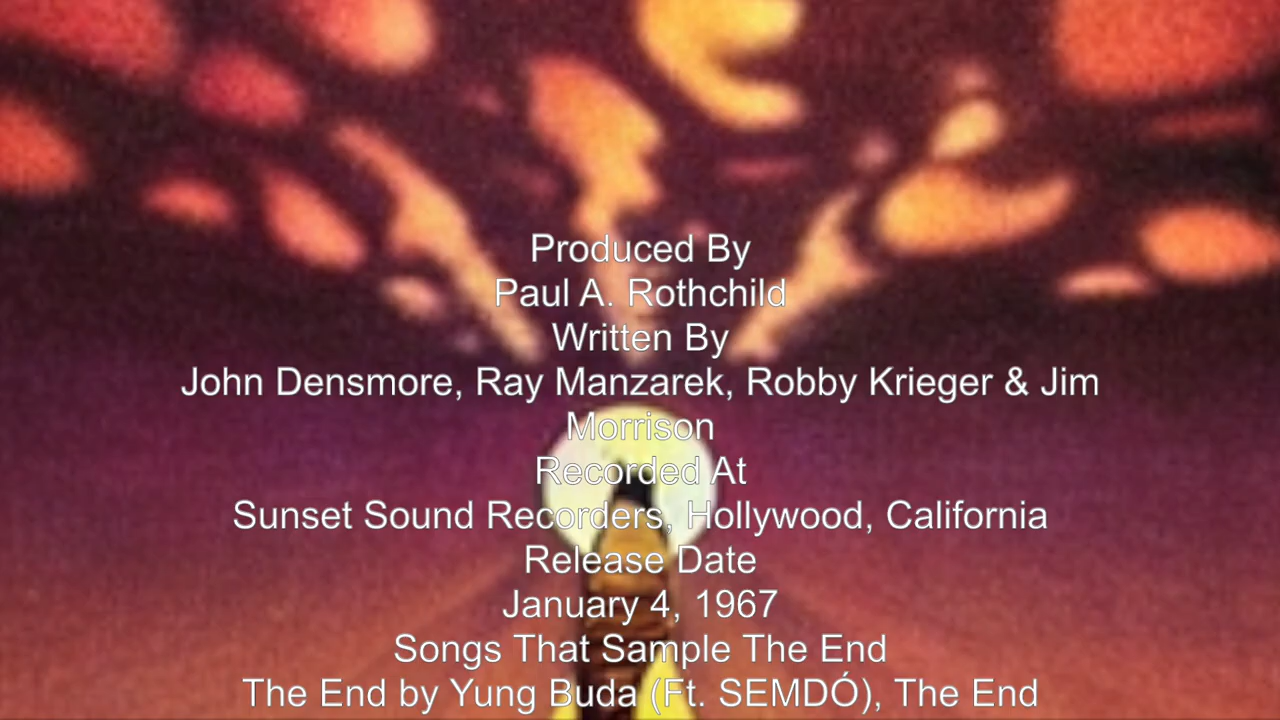 Produced By
Paul A. Rothchild
Written By
John Densmore, Ray Manzarek, Robby Krieger & Jim
Morrison
Recorded At
Sunset Sound Recorders, Hollywood, California
Release Date
January 4, 1967
Songs That Sample The End
The End by Yung Buda (Ft. SEMDÓ), The End